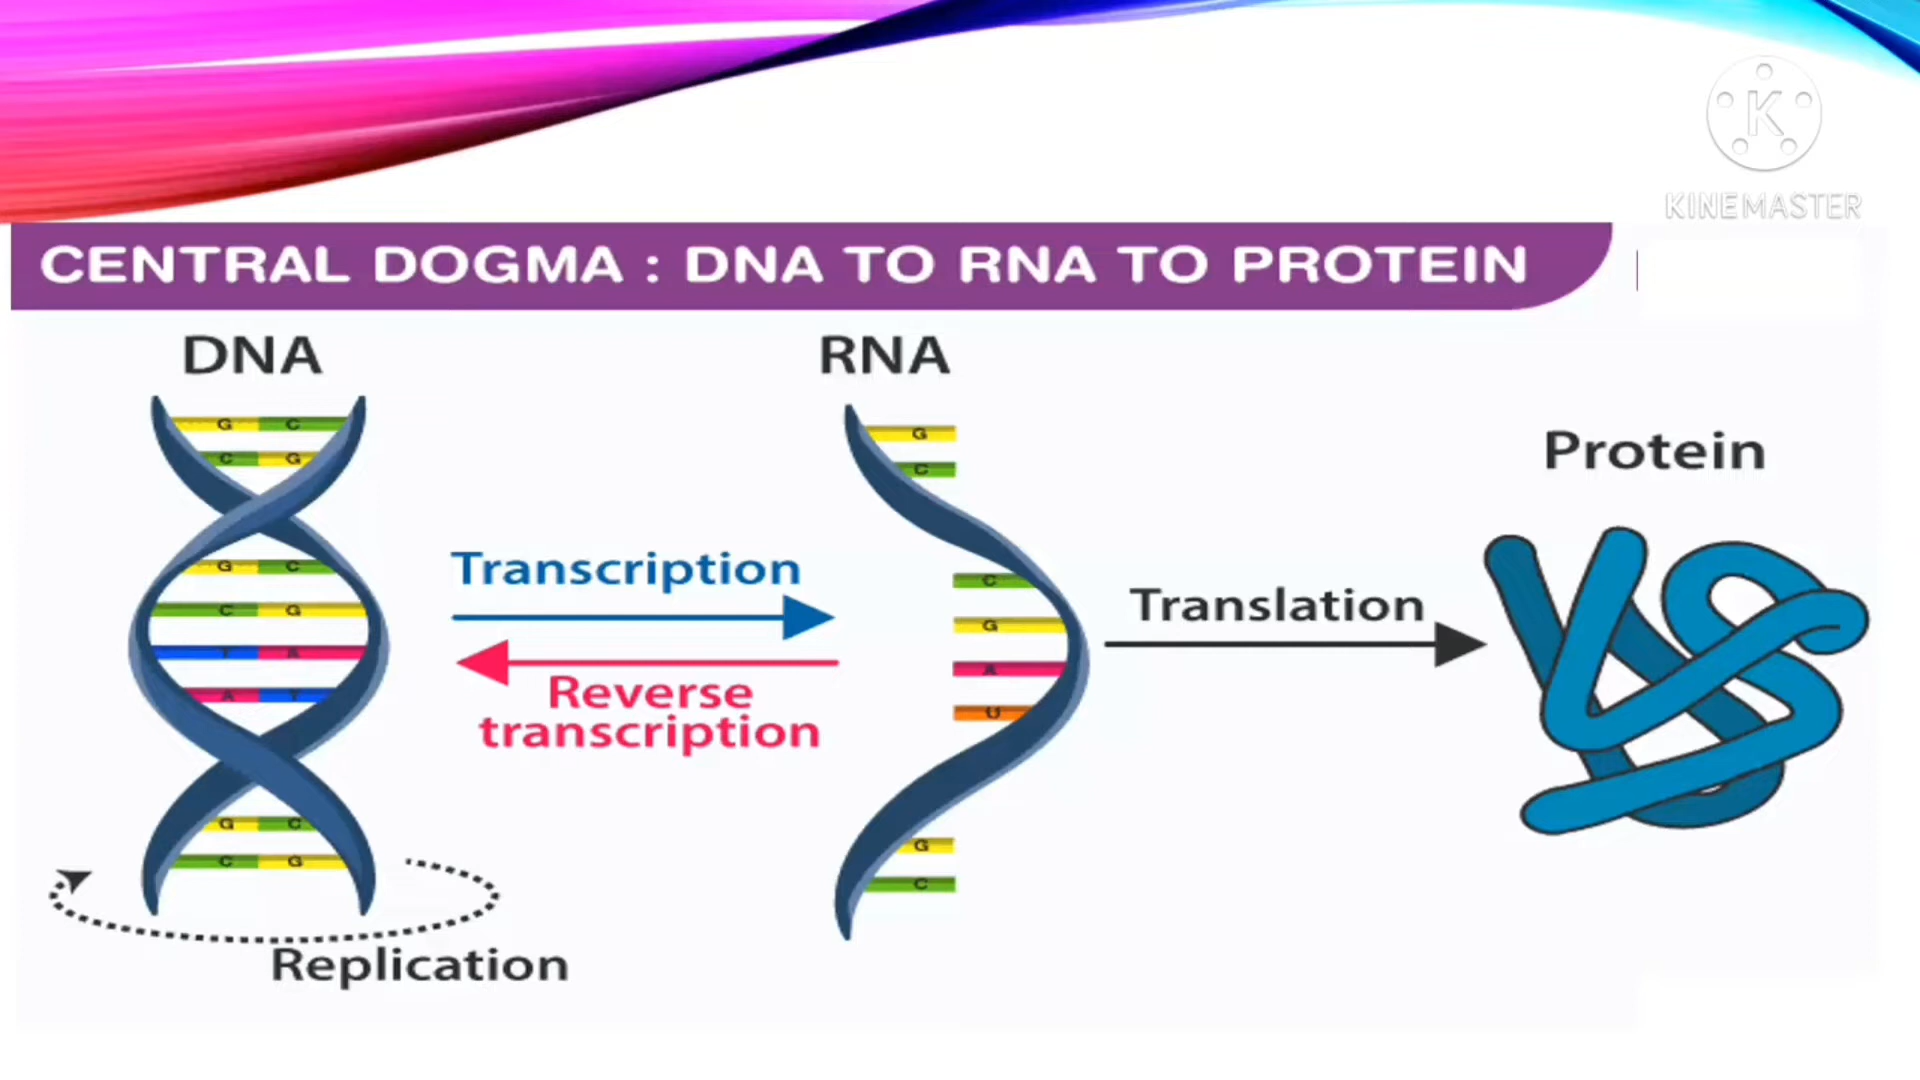 K
KINEMASTER
CENTRAL DOGMA : DNA TO RNA TO PROTEIN
DNA
RNA
Protein
G C
C G
G C
C G
T A
A T
G C
C G
Transcription
Reverse
transcription
G
C
C
G
A
U
G
C
Translation
Replication